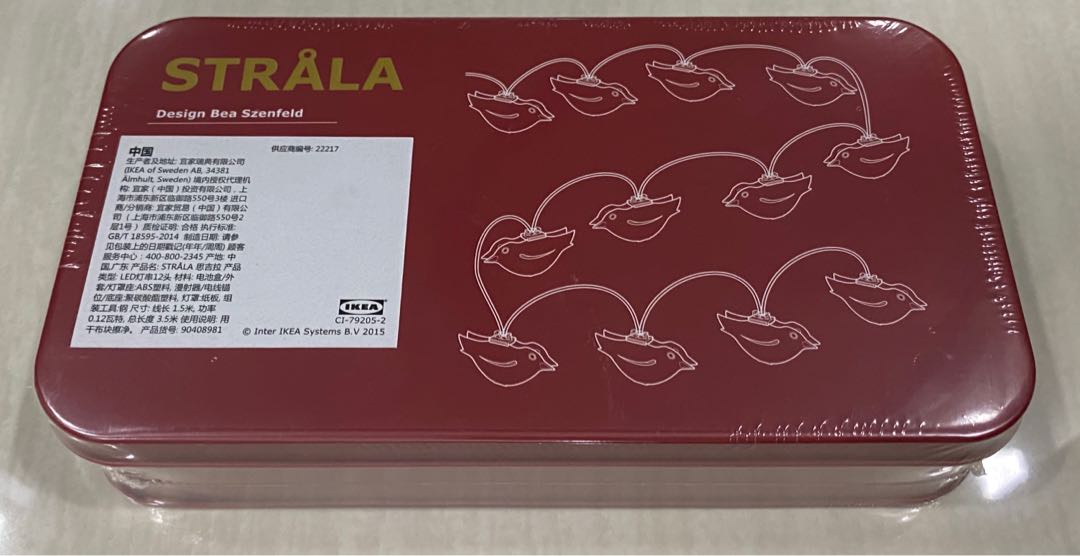 STRÅLA
Design Bea Szenfeld
中国
供应商编号: 22217
生产者及地址: 宜家瑞典有限公司
(IKEA of Sweden AB, 34381
Älmhult, Sweden) 境内授权代理机
构: 宜家（中国）投资有限公司，上
海市浦东新区临御路550号3楼 进口
商/分销商: 宜家贸易（中国）有限公
司（上海市浦东新区临御路550号2
层1号）质检证明: 合格 执行标准:
GB/T 18595-2014 制造日期: 请参
见包装上的日期戳记(年年/周周) 顾客
服务中心：400-800-2345 产地: 中
国,广东 产品名: STRÅLA 思吉拉 产品
类型: LED灯串12头 材料: 电池盒/外
套/灯罩座:ABS塑料, 漫射器/电线锚
位/底座:聚碳酸酯塑料, 灯罩:纸板, 组
装工具:钢 尺寸: 线长 1.5米, 功率
0.12瓦特, 总长度 3.5米 使用说明: 用
干布块擦净。 产品货号: 90408981
IKEA
CI-79205-2
© Inter IKEA Systems B.V 2015